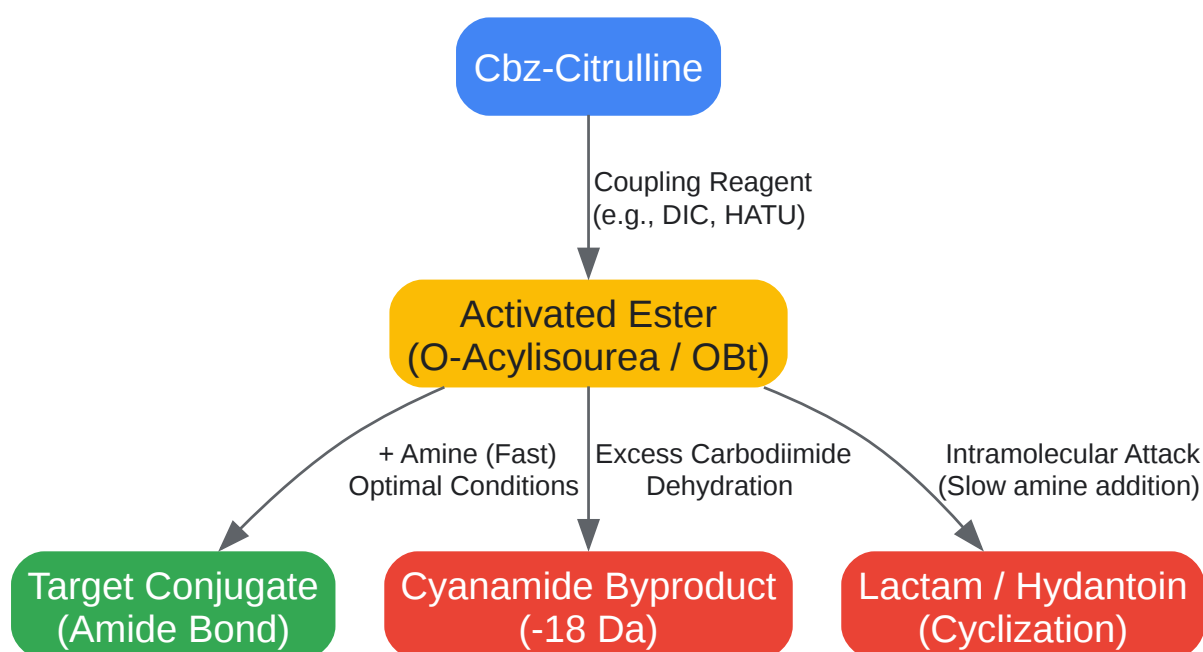 Cbz-Citrulline
Coupling Reagent
(e.g., DIC, HATU)
Activated Ester
(O-Acylisourea / OBt)
+ Amine (Fast)
Optimal Conditions
Excess Carbodiimide
Dehydration
Intramolecular Attack
(Slow amine addition)
Target Conjugate
(Amide Bond)
Cyanamide Byproduct
(-18 Da)
Lactam / Hydantoin
(Cyclization)